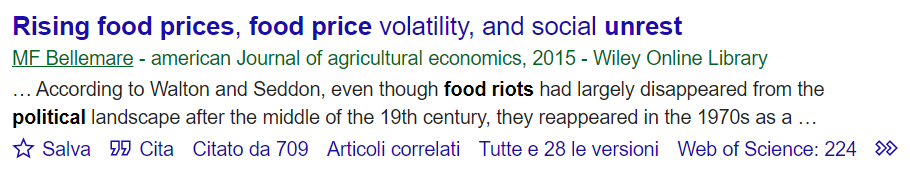 Rising food prices, food price volatility, and social unrest
MF Bellemare - american Journal of agricultural economics, 2015 - Wiley Online Library
… According to Walton and Seddon, even though food riots had largely disappeared from the
political landscape after the middle of the 19th century, they reappeared in the 1970s as a …
Salva Cita Citato da 709 Articoli correlati Tutte e 28 le versioni Web of Science: 224